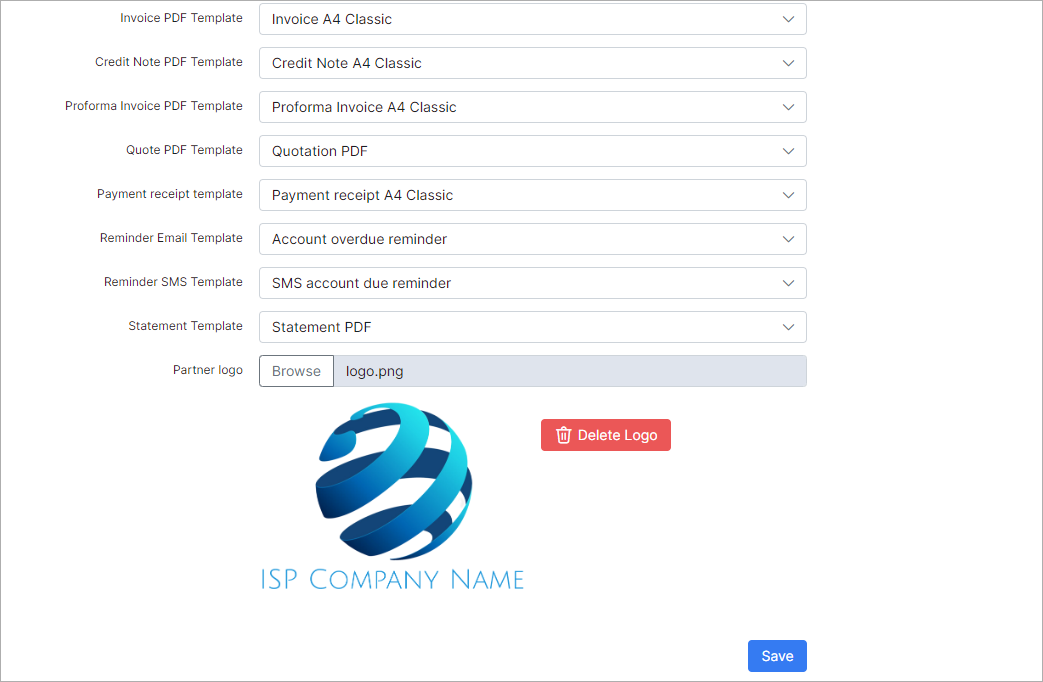 Invoice PDF Template Invoice A4 Classic
Credit Note PDF Template Credit Note A4 Classic
Proforma Invoice PDF Template Proforma Invoice A4 Classic
Quote PDF Template Quotation PDF
Payment receipt template Payment receipt A4 Classic
Reminder Email Template Account overdue reminder
Reminder SMS Template SMS account due reminder
Statement Template Statement PDF
Partner logo Browse logo.png
Delete Logo
ISP COMPANY NAME
Save